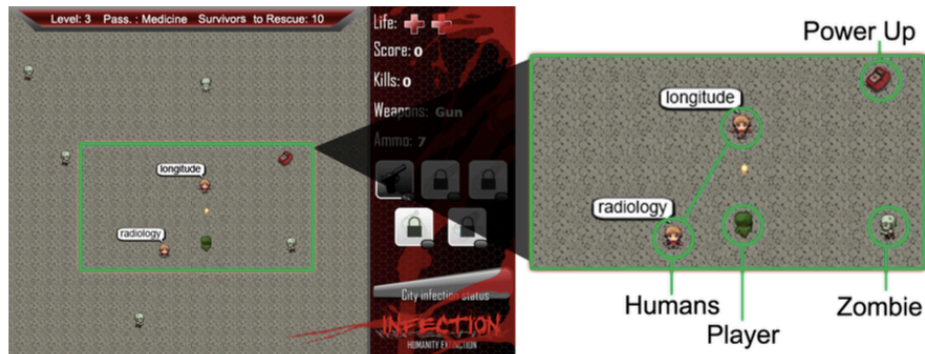 Level: 3 Pass. : Medicine Survivors to Rescue: 10
longitude
radiology
Life:
Score: 0
Kills: 0
Weapons: Gun
Ammo: 7
City infection status
INFECTION
HUMANITY EXTINCTION
Power Up
longitude
radiology
Humans
Player
Zombie